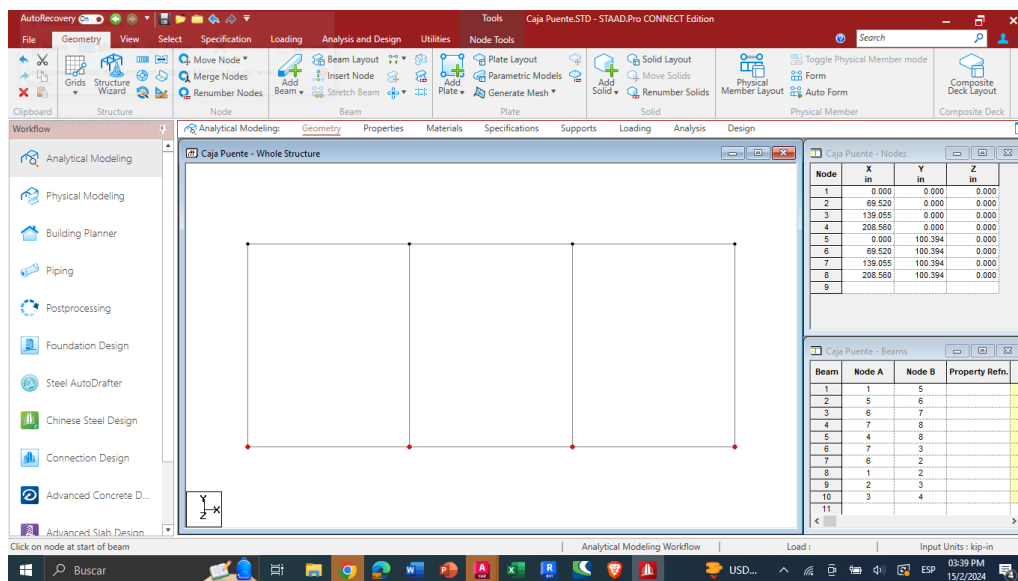 AutoRecovery On Tools Caja Puente.STD - STAAD.Pro CONNECT Edition
File Geometry View Select Specification Loading Analysis and Design Utilities Node Tools Search
Structure Grids Structure Wizard
Move Node
Merge Nodes
Renumber Nodes
Add Beam
Beam Layout
Insert Node
Stretch Beam
Add Plate
Plate Layout
Parametric Models
Generate Mesh
Add Solid
Solid Layout
Move Solids
Renumber Solids
Physical Member Layout
Toggle Physical Member mode
Form
Auto Form
Composite Deck Layout
Clipboard Structure Node Beam Plate Solid Physical Member Composite Deck
Workflow
Analytical Modeling: Geometry Properties Materials Specifications Supports Loading Analysis Design
Analytical Modeling
Physical Modeling
Building Planner
Piping
Postprocessing
Foundation Design
Steel AutoDrafter
Chinese Steel Design
Connection Design
Advanced Concrete D...
Advanced Slab Design
Caja Puente - Whole Structure
Y
X
Z
Caja Puente - Nodes
Node X in Y in Z in
1 0.000 0.000 0.000
2 69.520 0.000 0.000
3 139.055 0.000 0.000
4 208.560 0.000 0.000
5 0.000 100.394 0.000
6 69.520 100.394 0.000
7 139.055 100.394 0.000
8 208.560 100.394 0.000
9
Caja Puente - Beams
Beam Node A Node B Property Refn.
1 1 5
2 5 6
3 6 7
4 7 8
5 4 8
6 7 3
7 6 2
8 1 2
9 2 3
10 3 4
11
Click on node at start of beam Analytical Modeling Workflow Load : Input Units : kip-in
Buscar USD... ESP 03:39 PM
15/2/2024
4